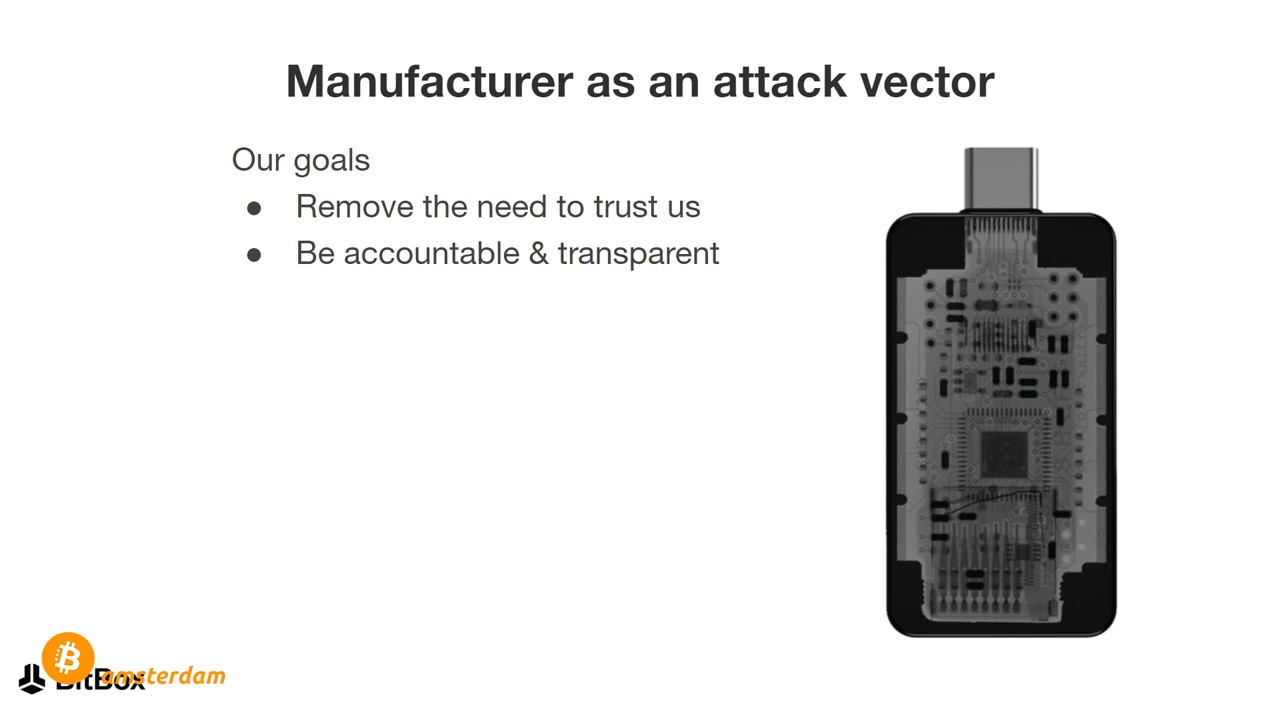 Manufacturer as an attack vector
Our goals
● Remove the need to trust us
● Be accountable & transparent
BitBox
amsterdam